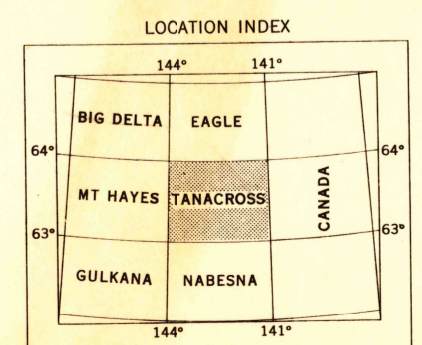 LOCATION INDEX
144° 141°
BIG DELTA EAGLE
64° 64°
MT HAYES TANACROSS CANADA
63° 63°
GULKANA NABESNA
144° 141°